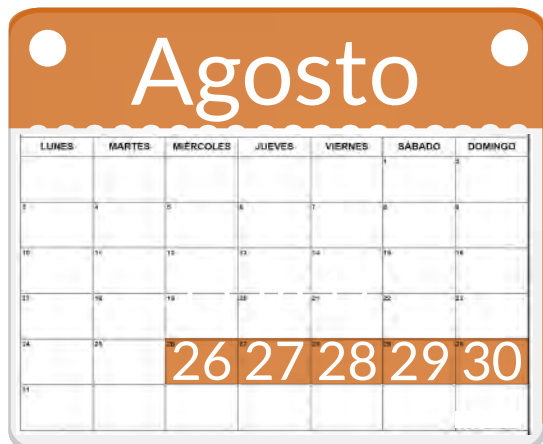 Agosto
LUNES MARTES MIÉRCOLES JUEVES VIERNES SÁBADO DOMINGO
1 2
3 4 5 6 7 8 9
10 11 12 13 14 15 16
18 19 20 21 22 23
24 25 26 27 28 29 30
31